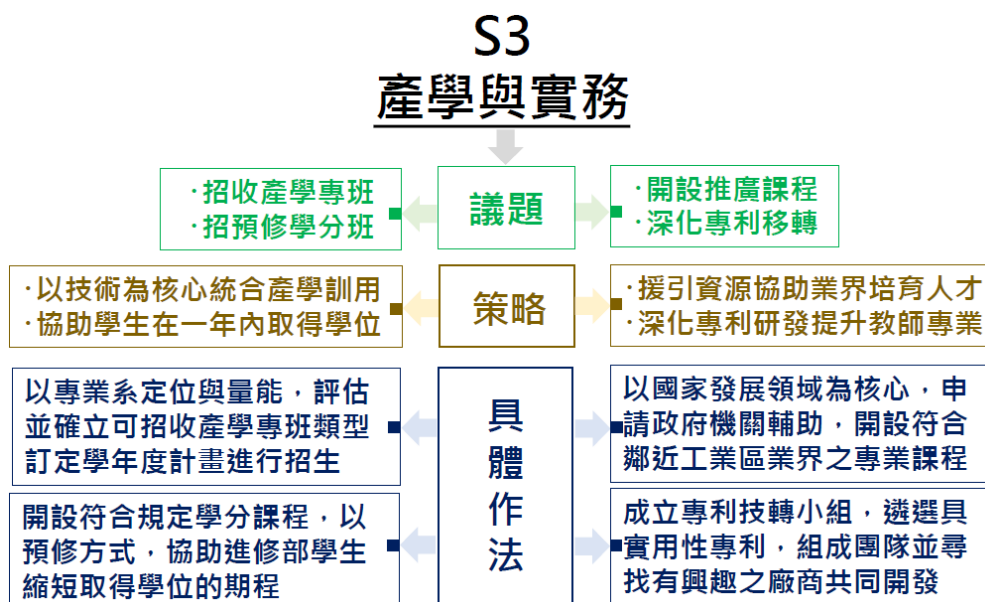 S3
產學與實務
議題
·招收產學專班
·招預修學分班
·開設推廣課程
·深化專利移轉
策略
·以技術為核心統合產學訓用
·協助學生在一年內取得學位
·援引資源協助業界培育人才
·深化專利研發提升教師專業
具體作法
以專業系定位與量能，評估
並確立可招收產學專班類型
訂定學年度計畫進行招生
以國家發展領域為核心，申
請政府機關輔助，開設符合
鄰近工業區業界之專業課程
開設符合規定學分課程，以
預修方式，協助進修部學生
縮短取得學位的期程
成立專利技轉小組，遴選具
實用性專利，組成團隊並尋
找有興趣之廠商共同開發